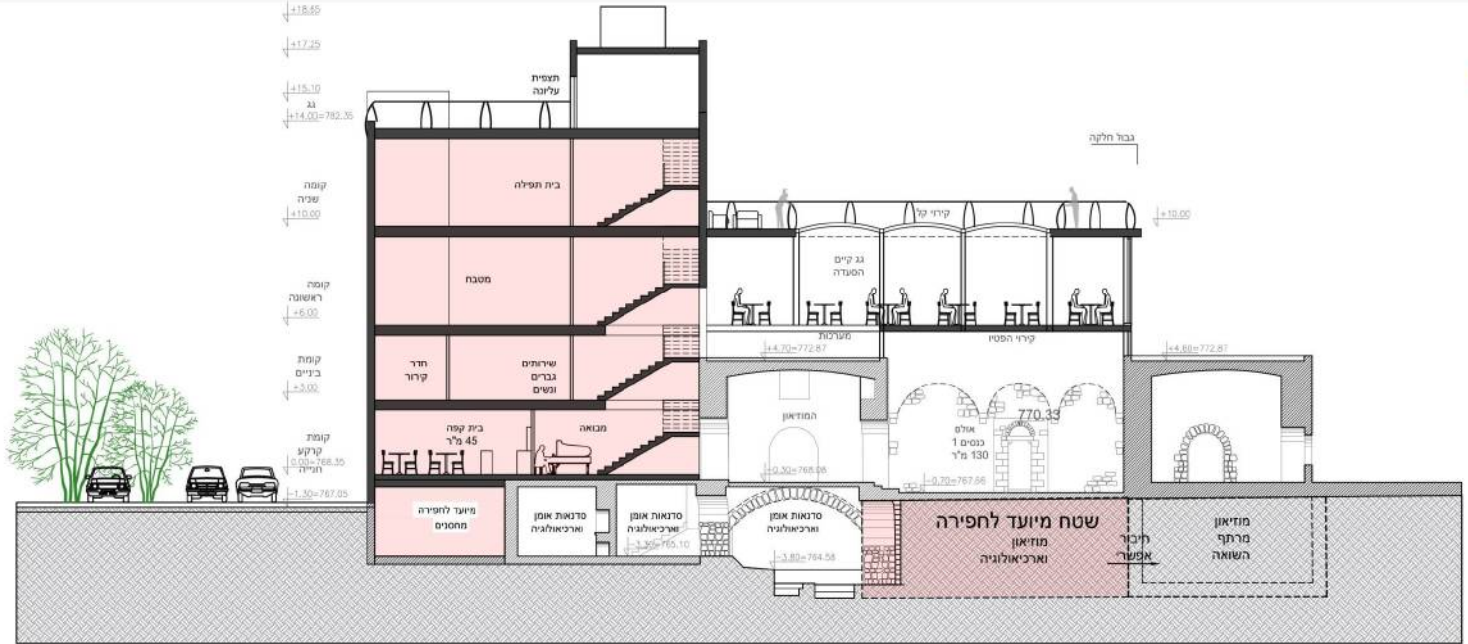 +18.65
+17.25
+15.10
גג
+14.00=782.35
קומה
שניה
+10.00
קומה
ראשונה
+6.00
קומת
ביניים
+3.00
קומת
קרקע
0.00=768.35
חנייה
-1.30=767.05
תצפית
עליונה
בית תפילה
מטבח
חדר
קירור
שירותים
גברים
ונשים
בית קפה
45 מ"ר
מבואה
מיועד לחפירה
מחסנים
סדנאות אומן
וארכיאולוגיה
סדנאות אומן
וארכיאולוגיה
-3.30=765.10
סדנאות אומן
וארכיאולוגיה
-3.80=764.58
גבול חלקה
קירוי קל
+10.00
גג קיים
הסעדה
מערכות
קירוי הפטיו
+4.70=772.87
+4.60=772.87
המוזיאון
-0.30=768.08
אולם
כנסים 1
130 מ"ר
770.33
-0.70=767.66
שטח מיועד לחפירה
מוזיאון
וארכיאולוגיה
חיבור
אפשרי
מוזיאון
מרתף
השואה